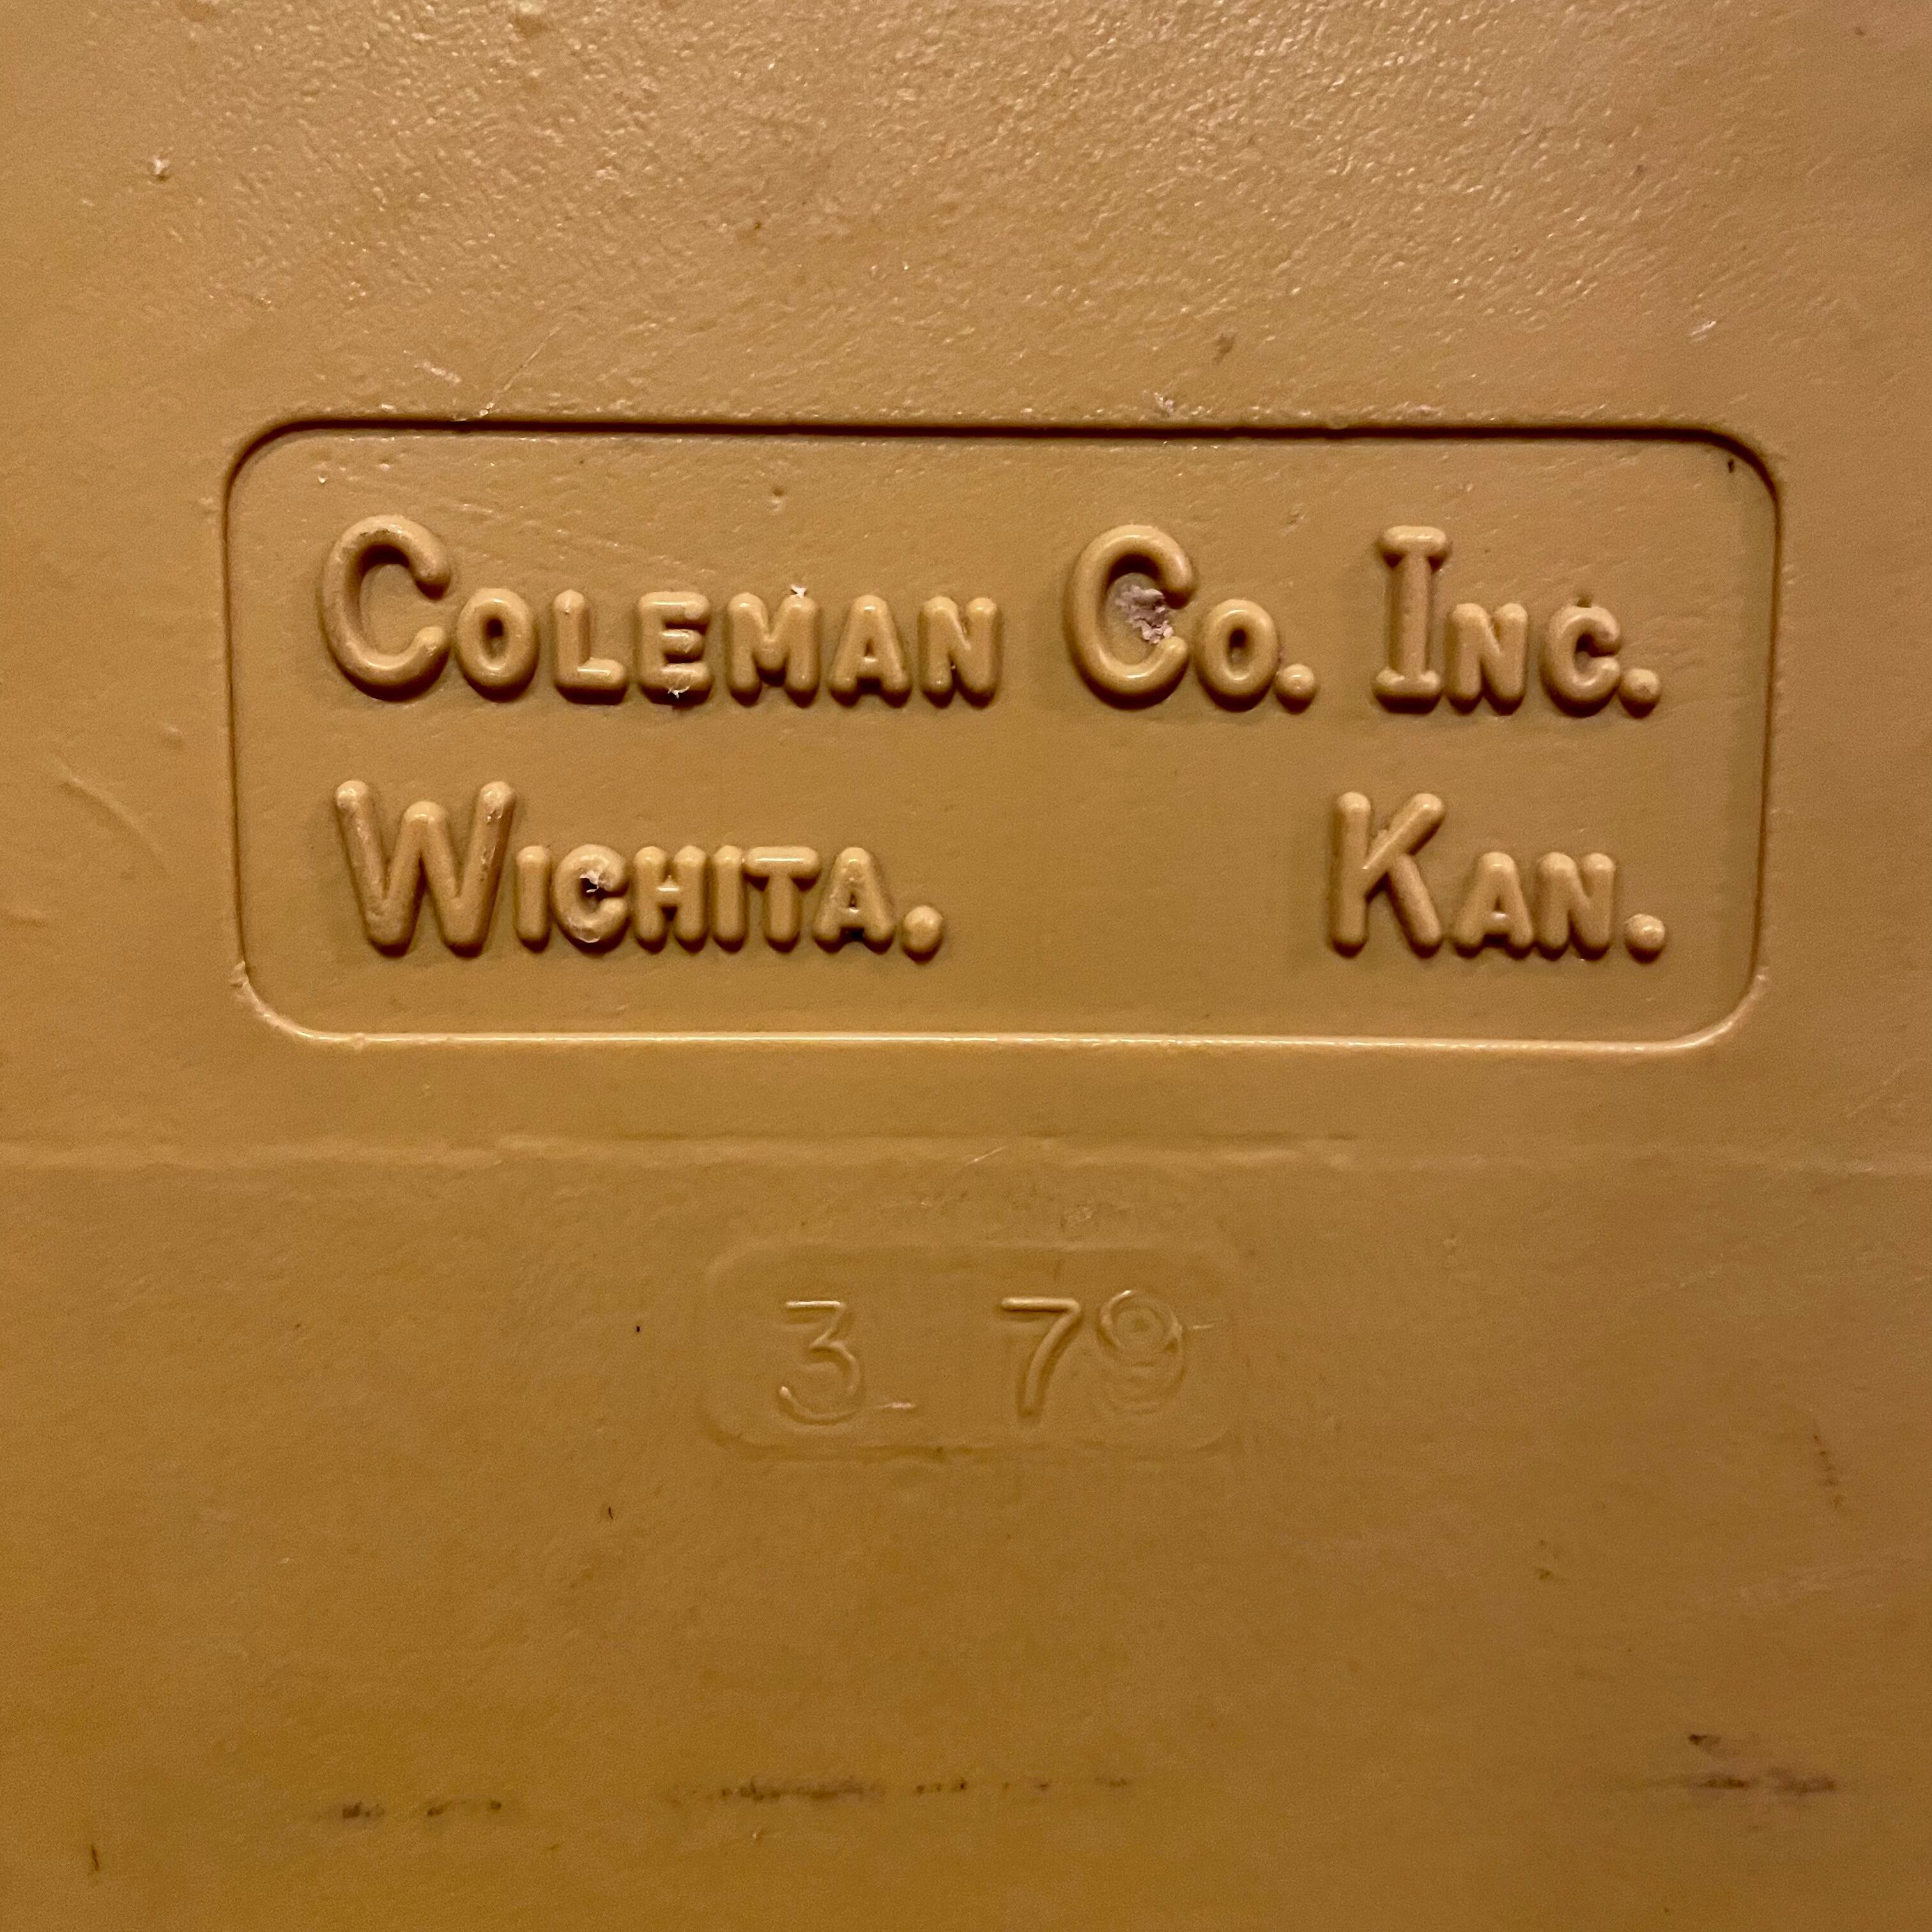 COLEMAN CO. INC.
WICHITA. KAN.
3 79